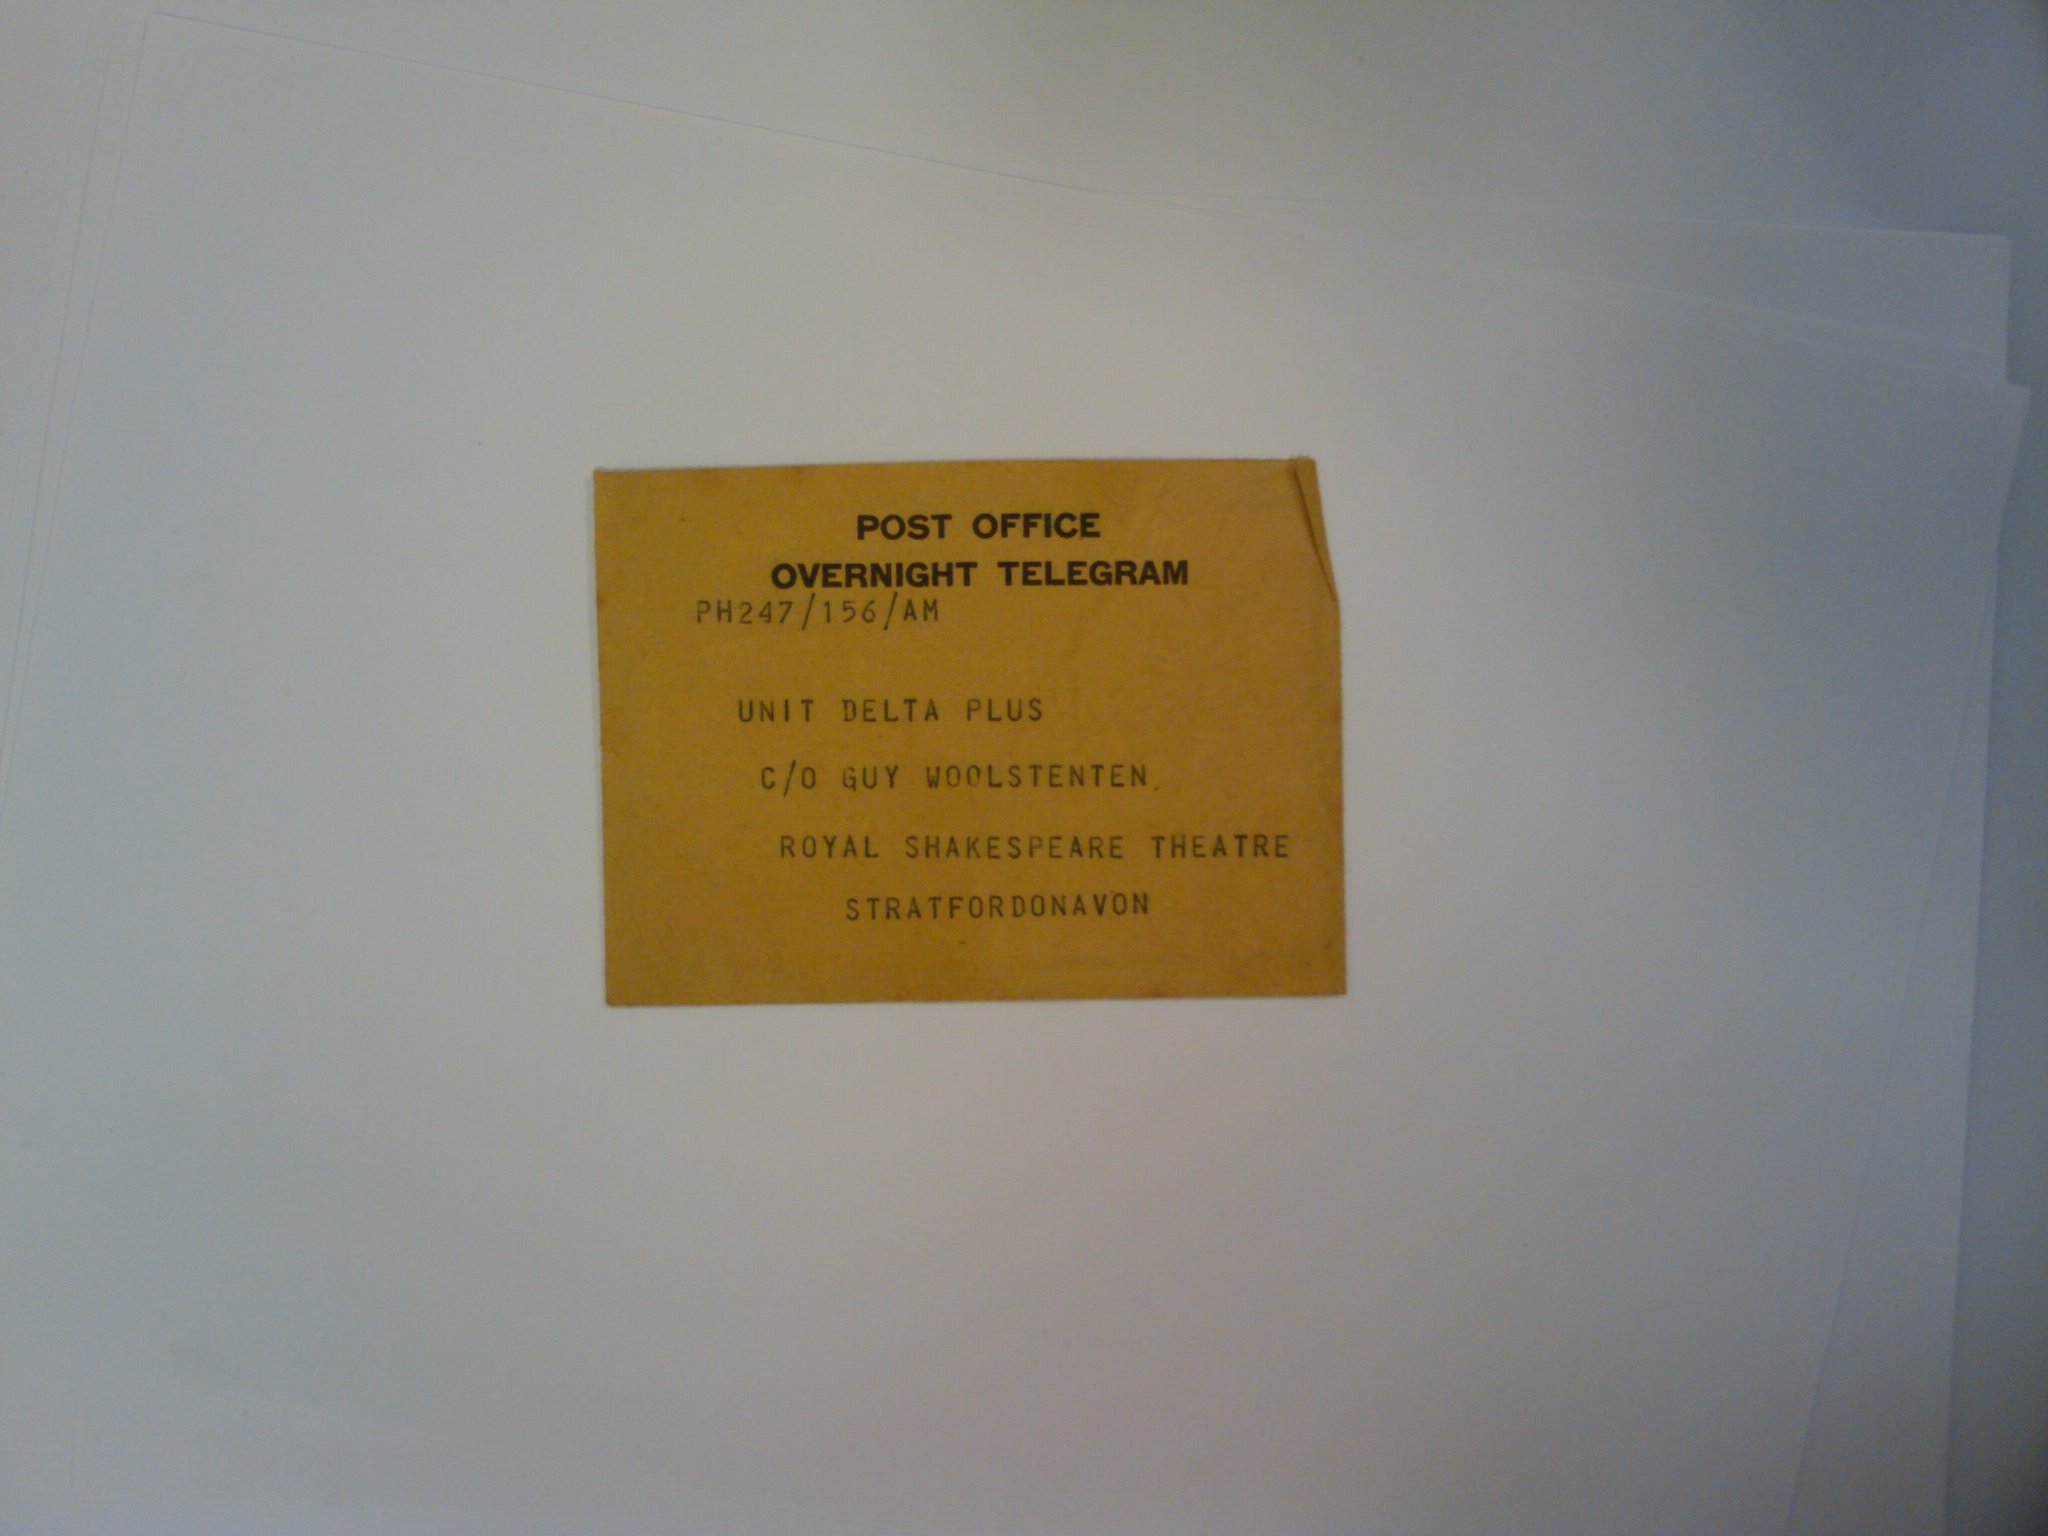 POST OFFICE
OVERNIGHT TELEGRAM
PH247/156/AM
UNIT DELTA PLUS
C/O GUY WOOLSTENTEN.
ROYAL SHAKESPEARE THEATRE
STRATFORDONAVON